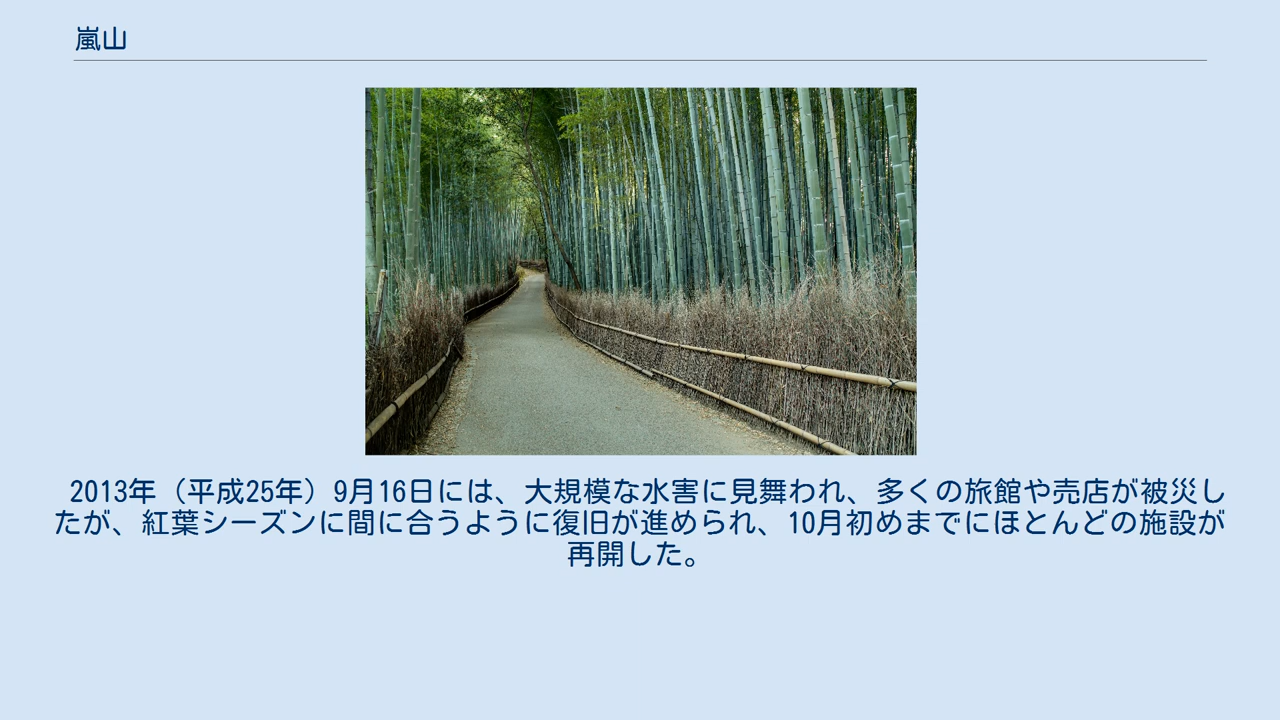 嵐山
2013年（平成25年）9月16日には、大規模な水害に見舞われ、多くの旅館や売店が被災し
たが、紅葉シーズンに間に合うように復旧が進められ、10月初めまでにほとんどの施設が
再開した。